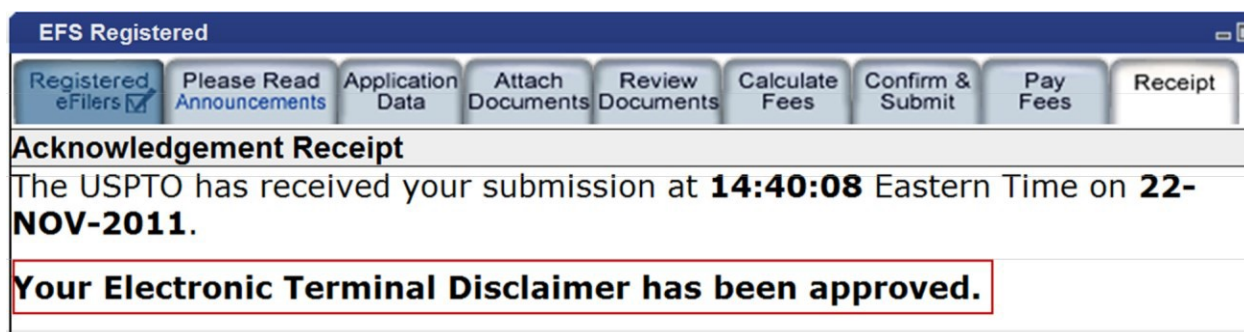 EFS Registered
Registered eFilers
Please Read Announcements
Application Data
Attach Documents
Review Documents
Calculate Fees
Confirm & Submit
Pay Fees
Receipt
Acknowledgement Receipt
The USPTO has received your submission at 14:40:08 Eastern Time on 22-
NOV-2011.
Your Electronic Terminal Disclaimer has been approved.